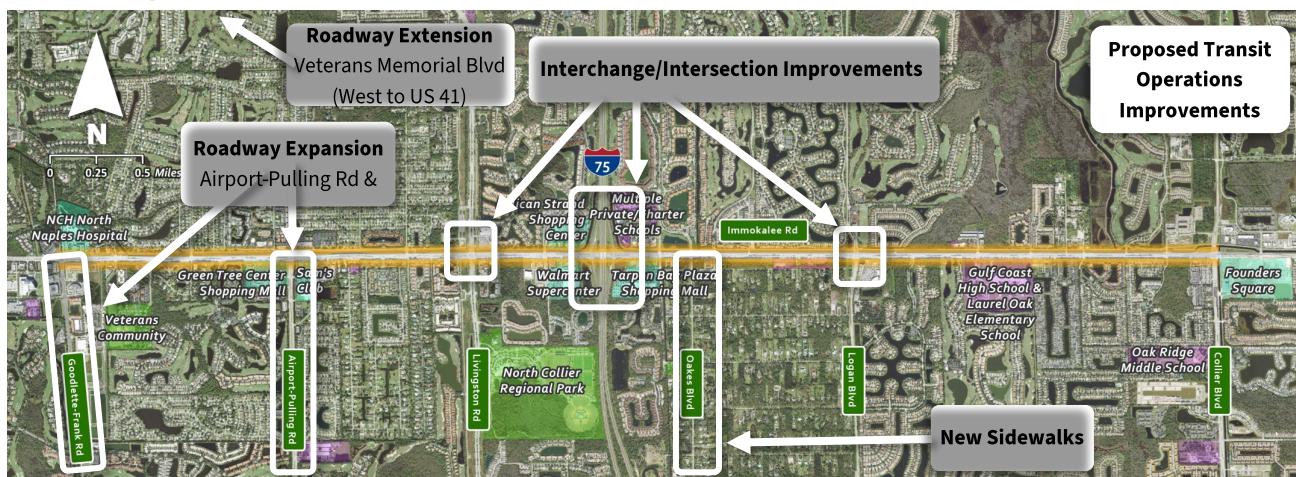 Roadway Extension
Veterans Memorial Blvd
(West to US 41)
Interchange/Intersection Improvements
Proposed Transit
Operations
Improvements
N
0 0.25 0.5 Miles
Roadway Expansion
Airport-Pulling Rd &
75
NCH North
Naples Hospital
ican Strand
Shopping
Center
Multiple
Private/Charter
Schools
Immokalee Rd
Green Tree Center
Shopping Mall
Sam's
Club
Walmart
Supercenter
Tarpon Bay Plaza
Shopping Mall
Gulf Coast
High School &
Laurel Oak
Elementary
School
Founders
Square
Veterans
Community
North Collier
Regional Park
Oak Ridge
Middle School
Goodlette-Frank Rd
Airport-Pulling Rd
Livingston Rd
Oakes Blvd
Logan Blvd
Collier Blvd
New Sidewalks